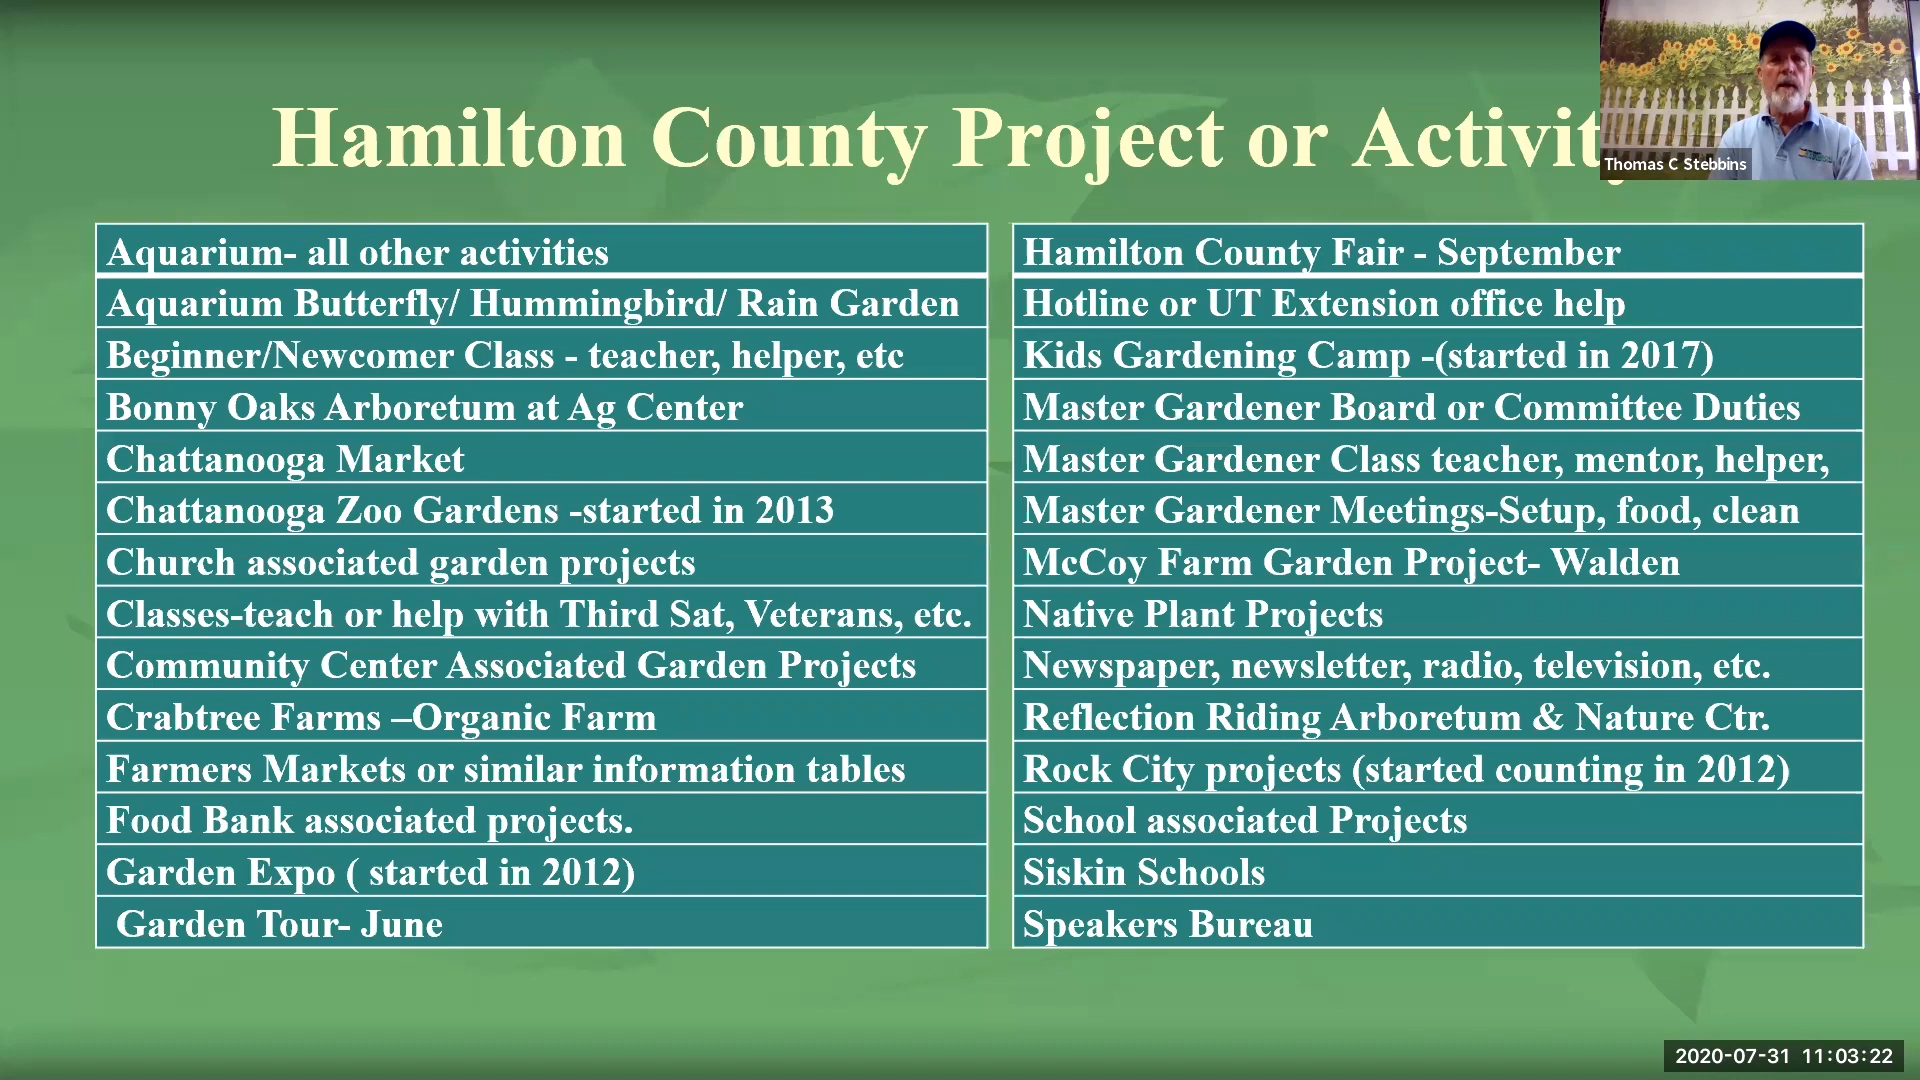 Hamilton County Project or Activity
Thomas C Stebbins
Aquarium- all other activities
Aquarium Butterfly/ Hummingbird/ Rain Garden
Beginner/Newcomer Class - teacher, helper, etc
Bonny Oaks Arboretum at Ag Center
Chattanooga Market
Chattanooga Zoo Gardens -started in 2013
Church associated garden projects
Classes-teach or help with Third Sat, Veterans, etc.
Community Center Associated Garden Projects
Crabtree Farms –Organic Farm
Farmers Markets or similar information tables
Food Bank associated projects.
Garden Expo ( started in 2012)
Garden Tour- June
Hamilton County Fair - September
Hotline or UT Extension office help
Kids Gardening Camp -(started in 2017)
Master Gardener Board or Committee Duties
Master Gardener Class teacher, mentor, helper,
Master Gardener Meetings-Setup, food, clean
McCoy Farm Garden Project- Walden
Native Plant Projects
Newspaper, newsletter, radio, television, etc.
Reflection Riding Arboretum & Nature Ctr.
Rock City projects (started counting in 2012)
School associated Projects
Siskin Schools
Speakers Bureau
2020-07-31 11:03:22